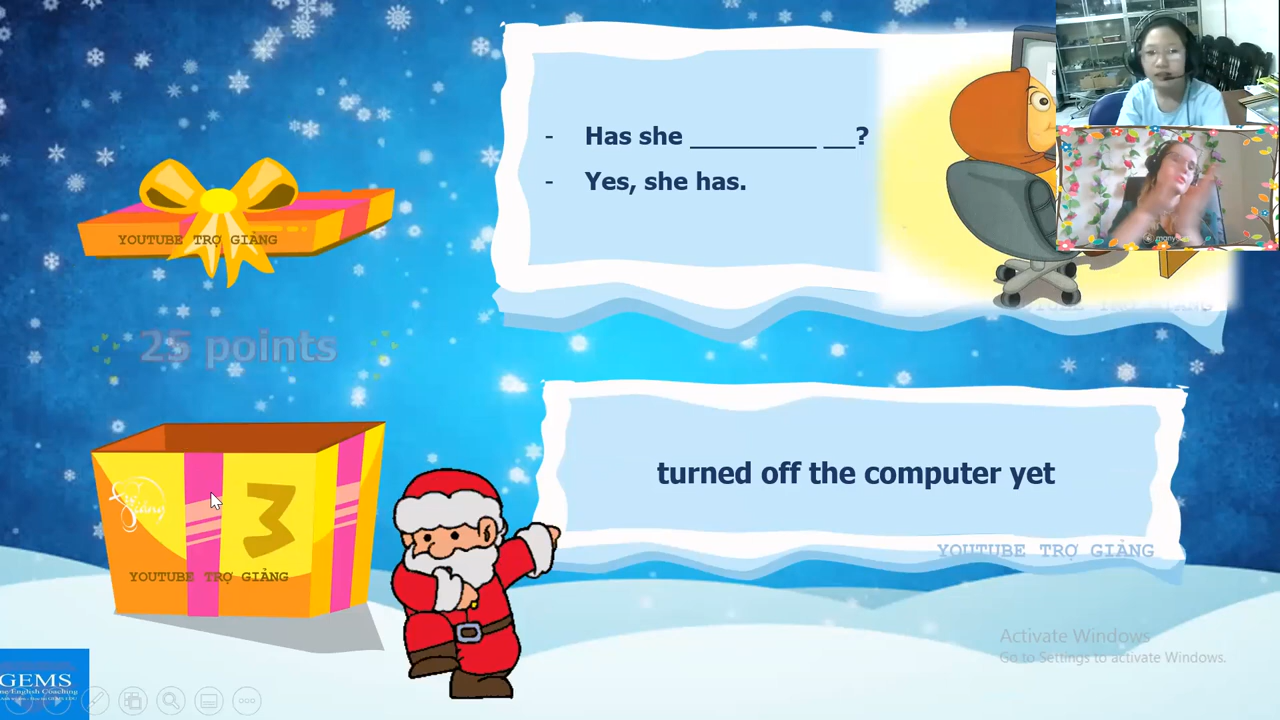 - Has she __________ ___?
- Yes, she has.
YOUTUBE TRỢ GIẢNG
25 points
turned off the computer yet
3
YOUTUBE TRỢ GIẢNG
YOUTUBE TRỢ GIẢNG
Activate Windows
Go to Settings to activate Windows.
GEMS